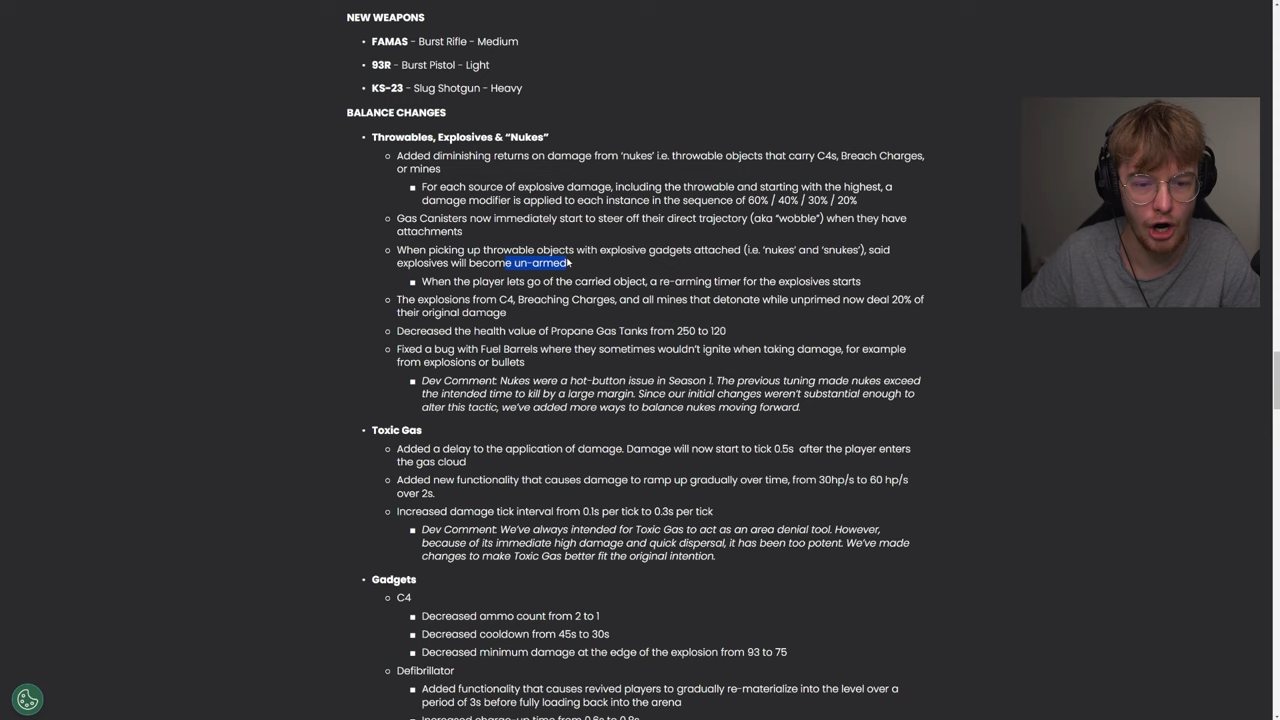 NEW WEAPONS
• FAMAS - Burst Rifle - Medium
• 93R - Burst Pistol - Light
• KS-23 - Slug Shotgun - Heavy
BALANCE CHANGES
• Throwables, Explosives & “Nukes”
○ Added diminishing returns on damage from ‘nukes’ i.e. throwable objects that carry C4s, Breach Charges,
or mines
■ For each source of explosive damage, including the throwable and starting with the highest, a
damage modifier is applied to each instance in the sequence of 60% / 40% / 30% / 20%
○ Gas Canisters now immediately start to steer off their direct trajectory (aka “wobble”) when they have
attachments
○ When picking up throwable objects with explosive gadgets attached (i.e. ‘nukes’ and ‘snukes’), said
explosives will become un-armed
■ When the player lets go of the carried object, a re-arming timer for the explosives starts
○ The explosions from C4, Breaching Charges, and all mines that detonate while unprimed now deal 20% of
their original damage
○ Decreased the health value of Propane Gas Tanks from 250 to 120
○ Fixed a bug with Fuel Barrels where they sometimes wouldn’t ignite when taking damage, for example
from explosions or bullets
■ Dev Comment: Nukes were a hot-button issue in Season 1. The previous tuning made nukes exceed
the intended time to kill by a large margin. Since our initial changes weren’t substantial enough to
alter this tactic, we’ve added more ways to balance nukes moving forward.
• Toxic Gas
○ Added a delay to the application of damage. Damage will now start to tick 0.5s after the player enters
the gas cloud
○ Added new functionality that causes damage to ramp up gradually over time, from 30hp/s to 60 hp/s
over 2s.
○ Increased damage tick interval from 0.1s per tick to 0.3s per tick
■ Dev Comment: We’ve always intended for Toxic Gas to act as an area denial tool. However,
because of its immediate high damage and quick dispersal, it has been too potent. We’ve made
changes to make Toxic Gas better fit the original intention.
• Gadgets
○ C4
■ Decreased ammo count from 2 to 1
■ Decreased cooldown from 45s to 30s
■ Decreased minimum damage at the edge of the explosion from 93 to 75
○ Defibrillator
■ Added functionality that causes revived players to gradually re-materialize into the level over a
period of 3s before fully loading back into the arena